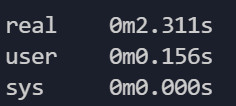 real 0m2.311s
user 0m0.156s
sys 0m0.000s